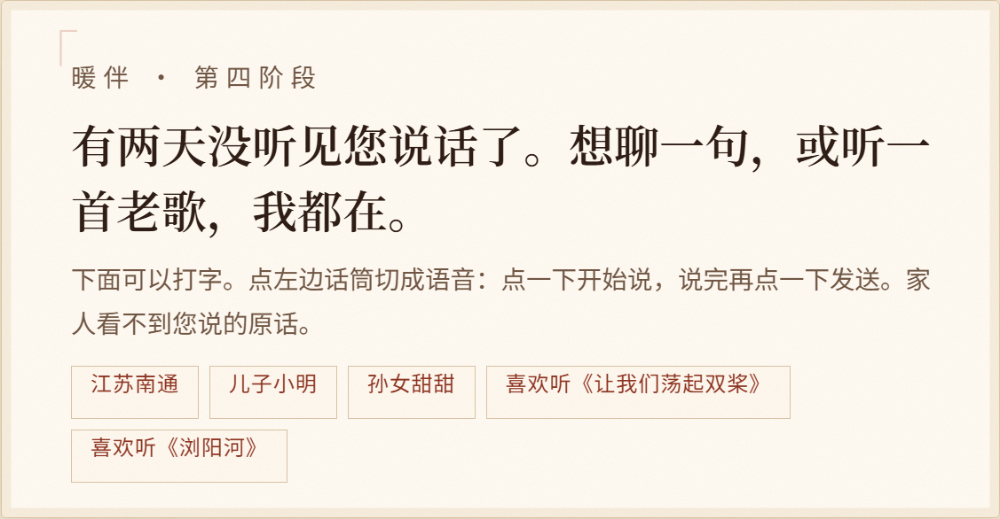 暖伴 · 第四阶段
有两天没听见您说话了。想聊一句，或听一
首老歌，我都在。
下面可以打字。点左边话筒切成语音：点一下开始说，说完再点一下发送。家
人看不到您说的原话。
江苏南通 儿子小明 孙女甜甜 喜欢听《让我们荡起双桨》
喜欢听《浏阳河》